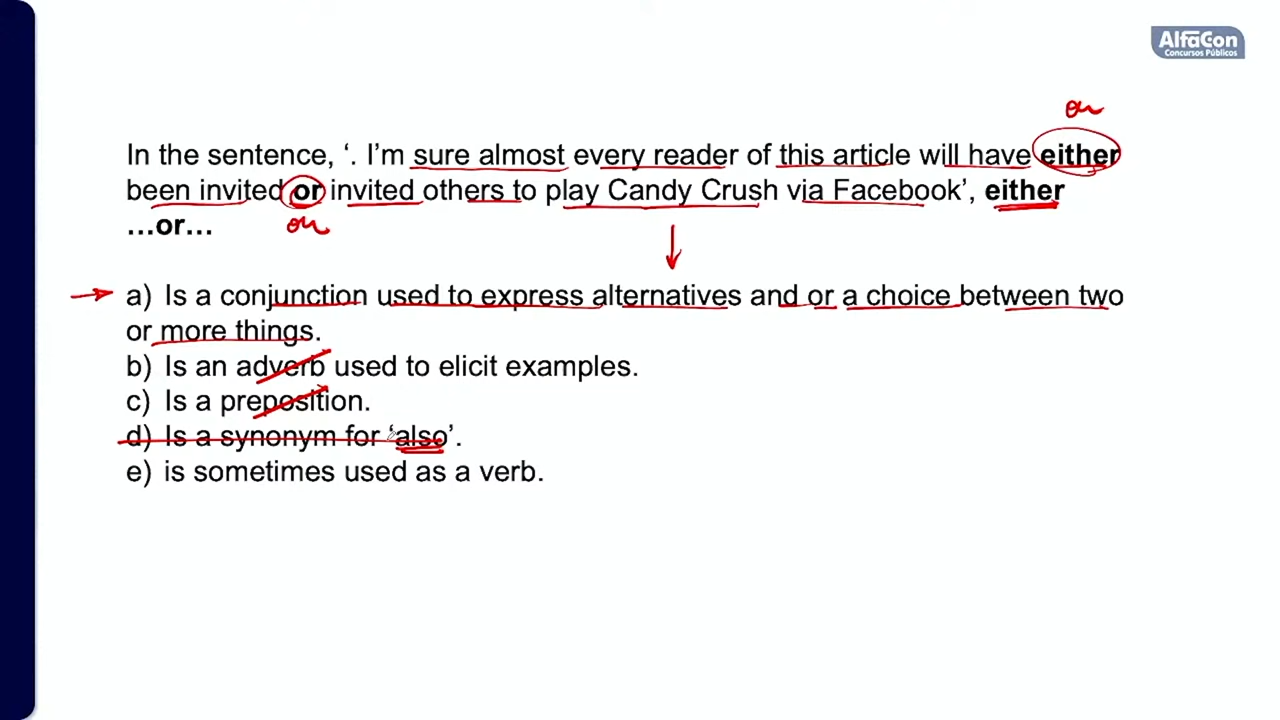 AlfaCon
Concursos Públicos
ou
In the sentence, ‘. I’m sure almost every reader of this article will have either
been invited or invited others to play Candy Crush via Facebook’, either
…or…
ou
a) Is a conjunction used to express alternatives and or a choice between two
or more things.
b) Is an adverb used to elicit examples.
c) Is a preposition.
d) Is a synonym for ‘also’.
e) is sometimes used as a verb.